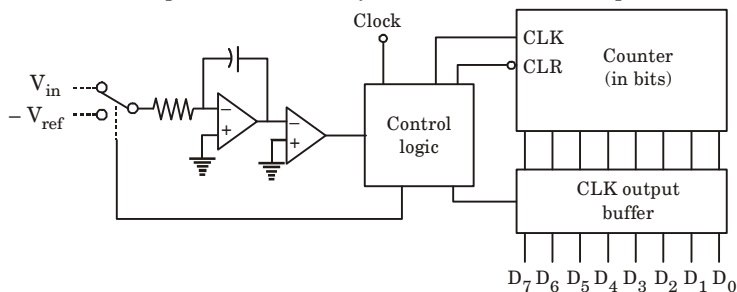 Clock
CLK
CLR
Counter
(in bits)
V_in
– V_ref
–
+
–
+
Control
logic
CLK output
buffer
D_7 D_6 D_5 D_4 D_3 D_2 D_1 D_0